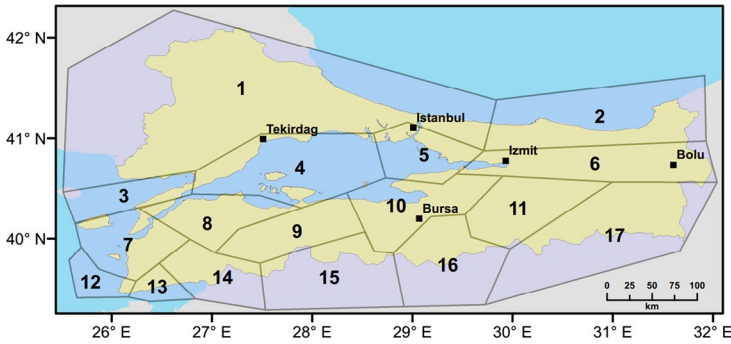 42° N
1
2
Istanbul
Tekirdag
41° N
5
Izmit
Bolu
4
6
3
10
Bursa
11
8
9
17
40° N
7
16
12
13
14
15
0 25 50 75 100
km
26° E 27° E 28° E 29° E 30° E 31° E 32° E